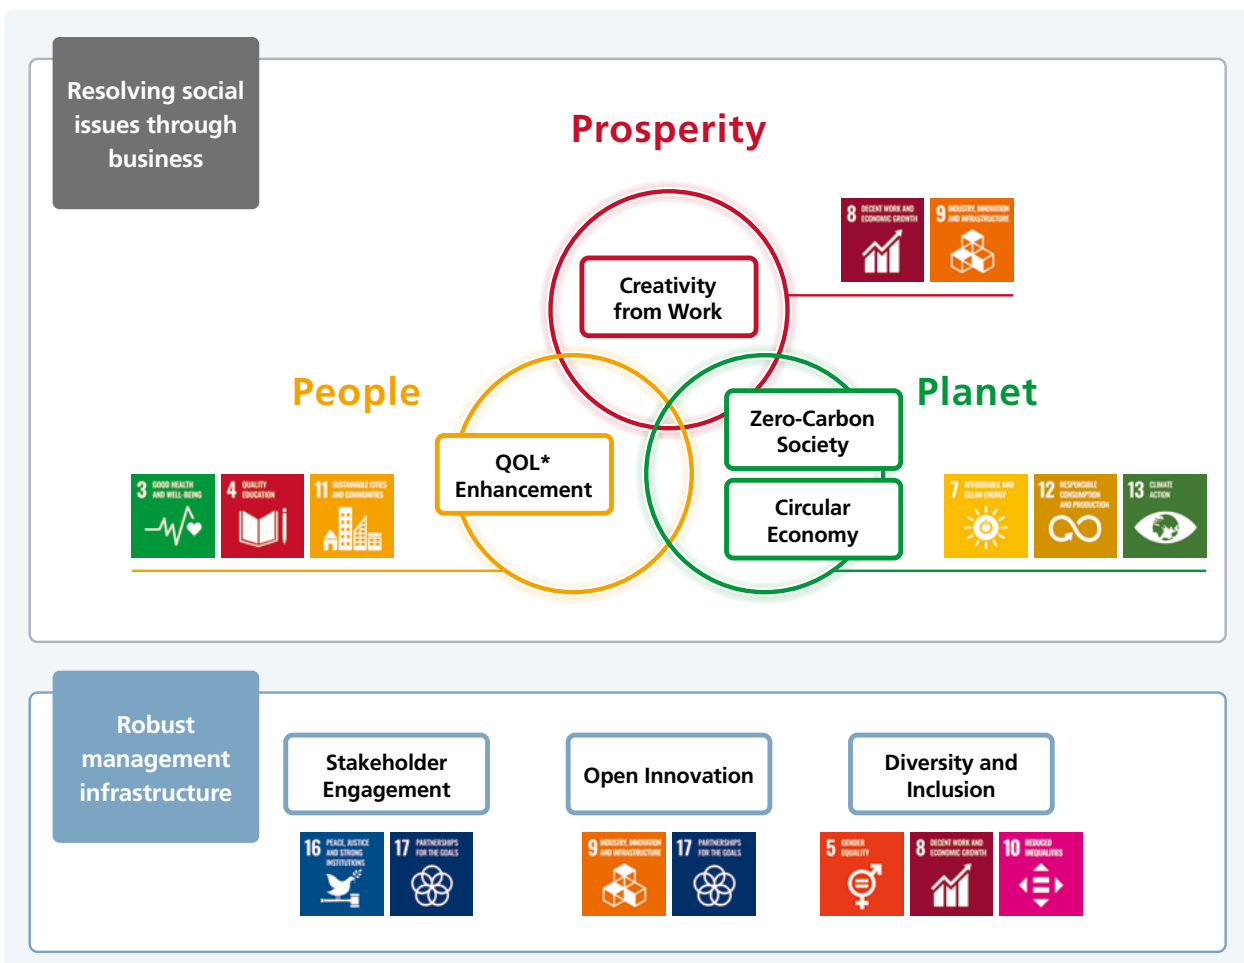 Resolving social
issues through
business
Prosperity
8 DECENT WORK AND
ECONOMIC GROWTH
9 INDUSTRY, INNOVATION
AND INFRASTRUCTURE
Creativity
from Work
People
Planet
Zero-Carbon
Society
QOL*
Enhancement
Circular
Economy
3 GOOD HEALTH
AND WELL-BEING
4 QUALITY
EDUCATION
11 SUSTAINABLE CITIES
AND COMMUNITIES
7 AFFORDABLE AND
CLEAN ENERGY
12 RESPONSIBLE
CONSUMPTION
AND PRODUCTION
13 CLIMATE
ACTION
Robust
management
infrastructure
Stakeholder
Engagement
Open Innovation
Diversity and
Inclusion
16 PEACE, JUSTICE
AND STRONG
INSTITUTIONS
17 PARTNERSHIPS
FOR THE GOALS
9 INDUSTRY, INNOVATION
AND INFRASTRUCTURE
17 PARTNERSHIPS
FOR THE GOALS
5 GENDER
EQUALITY
8 DECENT WORK AND
ECONOMIC GROWTH
10 REDUCED
INEQUALITIES